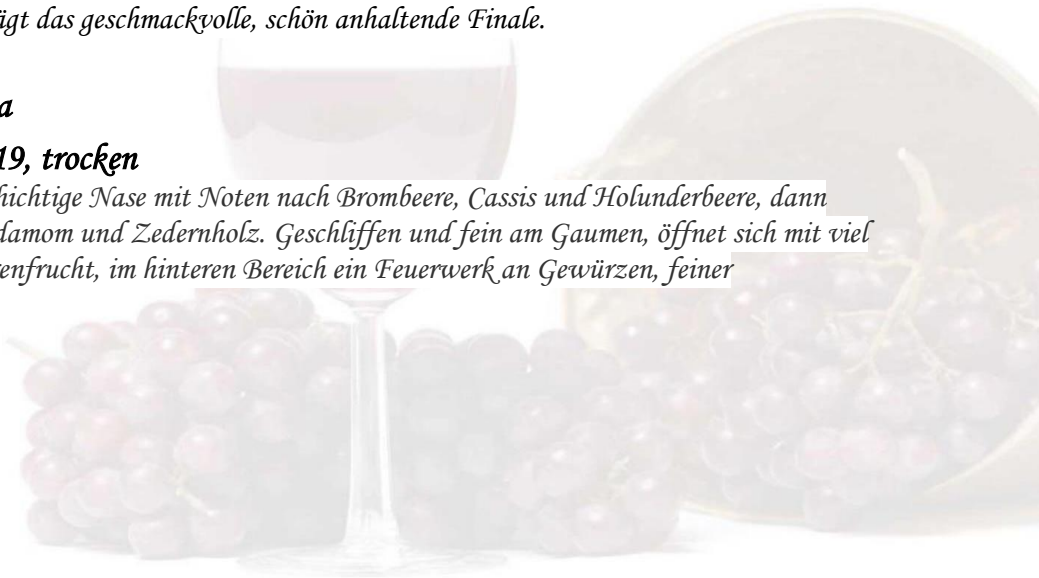 ägt das geschmackvolle, schön anhaltende Finale.
a
19, trocken
hichtige Nase mit Noten nach Brombeere, Cassis und Holunderbeere, dann
damom und Zedernholz. Geschliffen und fein am Gaumen, öffnet sich mit viel
enfrucht, im hinteren Bereich ein Feuerwerk an Gewürzen, feiner